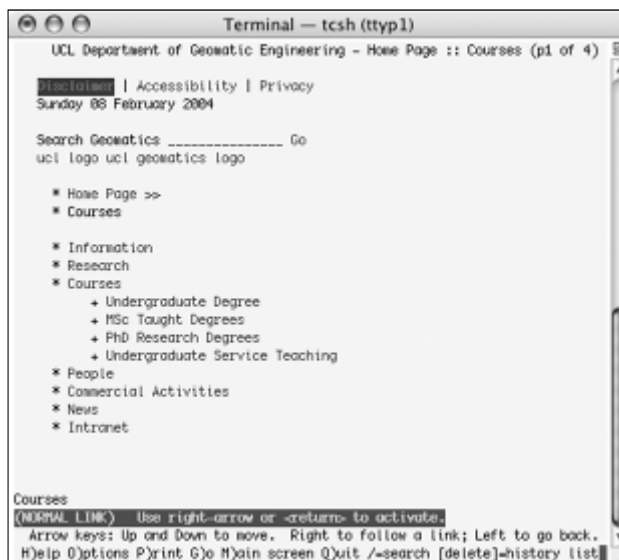 Terminal — tcsh (ttyp1)
UCL Department of Geomatic Engineering - Home Page :: Courses (p1 of 4)
Disclaimer | Accessibility | Privacy
Sunday 08 February 2004
Search Geomatics _______________ Go
ucl logo ucl geomatics logo
* Home Page >>
* Courses
* Information
* Research
* Courses
+ Undergraduate Degree
+ MSc Taught Degrees
+ PhD Research Degrees
+ Undergraduate Service Teaching
* People
* Commercial Activities
* News
* Intranet
Courses
(NORMAL LINK) Use right-arrow or <return> to activate.
Arrow keys: Up and Down to move. Right to follow a link; Left to go back.
H)elp O)ptions P)rint G)o M)ain screen Q)uit /=search [delete]=history list